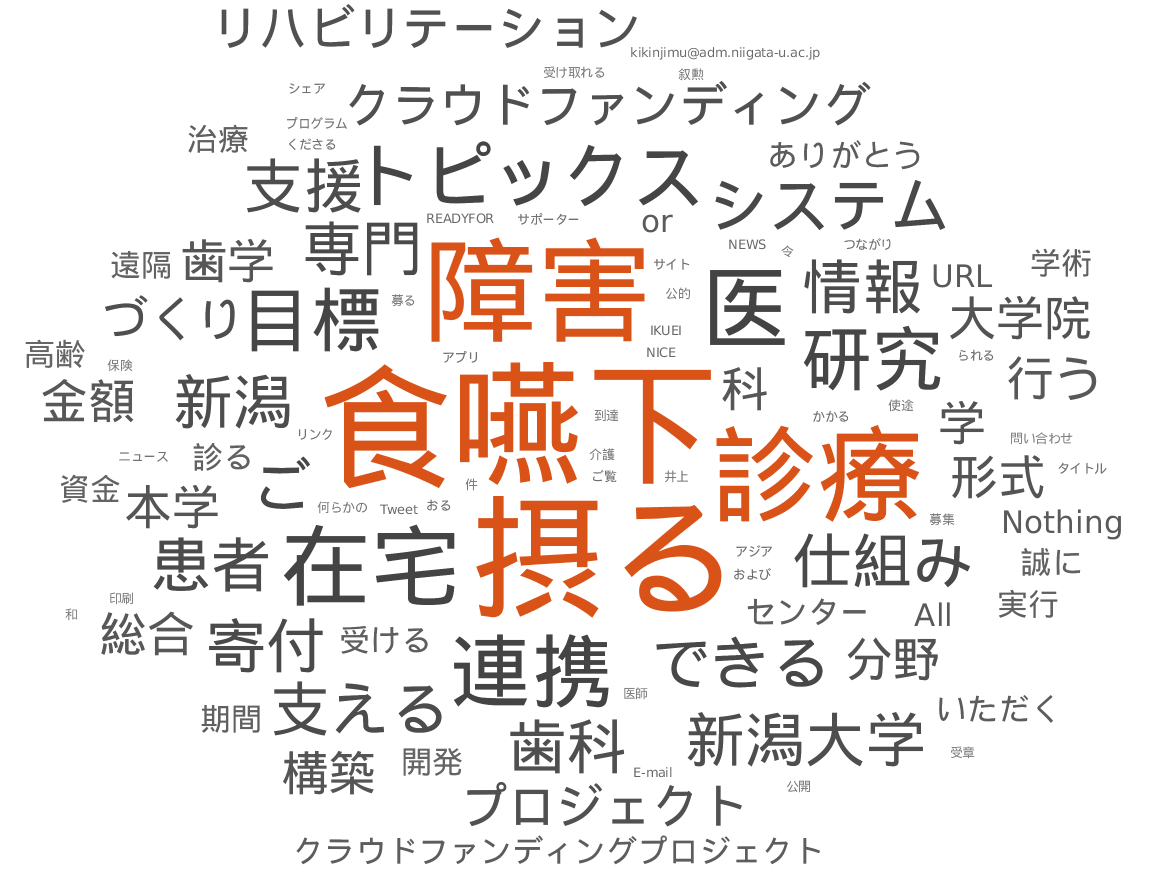 リハビリテーション
kikinjimu@adm.niigata-u.ac.jp
受け取れる
叙勲
シェア
クラウドファンディング
プログラム
治療
くださる
ありがとう
支援
トピックス
システム
READYFOR
サポーター
or
専門
NEWS
令
つながり
遠隔
歯学
障害
サイト
医
情報
URL
学術
づくり
目標
募る
公的
大学院
IKUEI
研究
高齢
保険
アプリ
NICE
られる
行う
金額
新潟
食
嚥下
科
到達
かかる
使途
学
リンク
診療
問い合わせ
ニュース
診る
ご
介護
ご覧
井上
形式
タイトル
資金
本学
件
何らかの
Tweet
おる
摂る
募集
Nothing
患者
在宅
アジア
および
仕組み
誠に
印刷
和
総合
寄付
受ける
センター
All
実行
連携
できる
分野
医師
期間
支える
いただく
歯科
新潟大学
受章
構築
開発
E-mail
公開
プロジェクト
クラウドファンディングプロジェクト